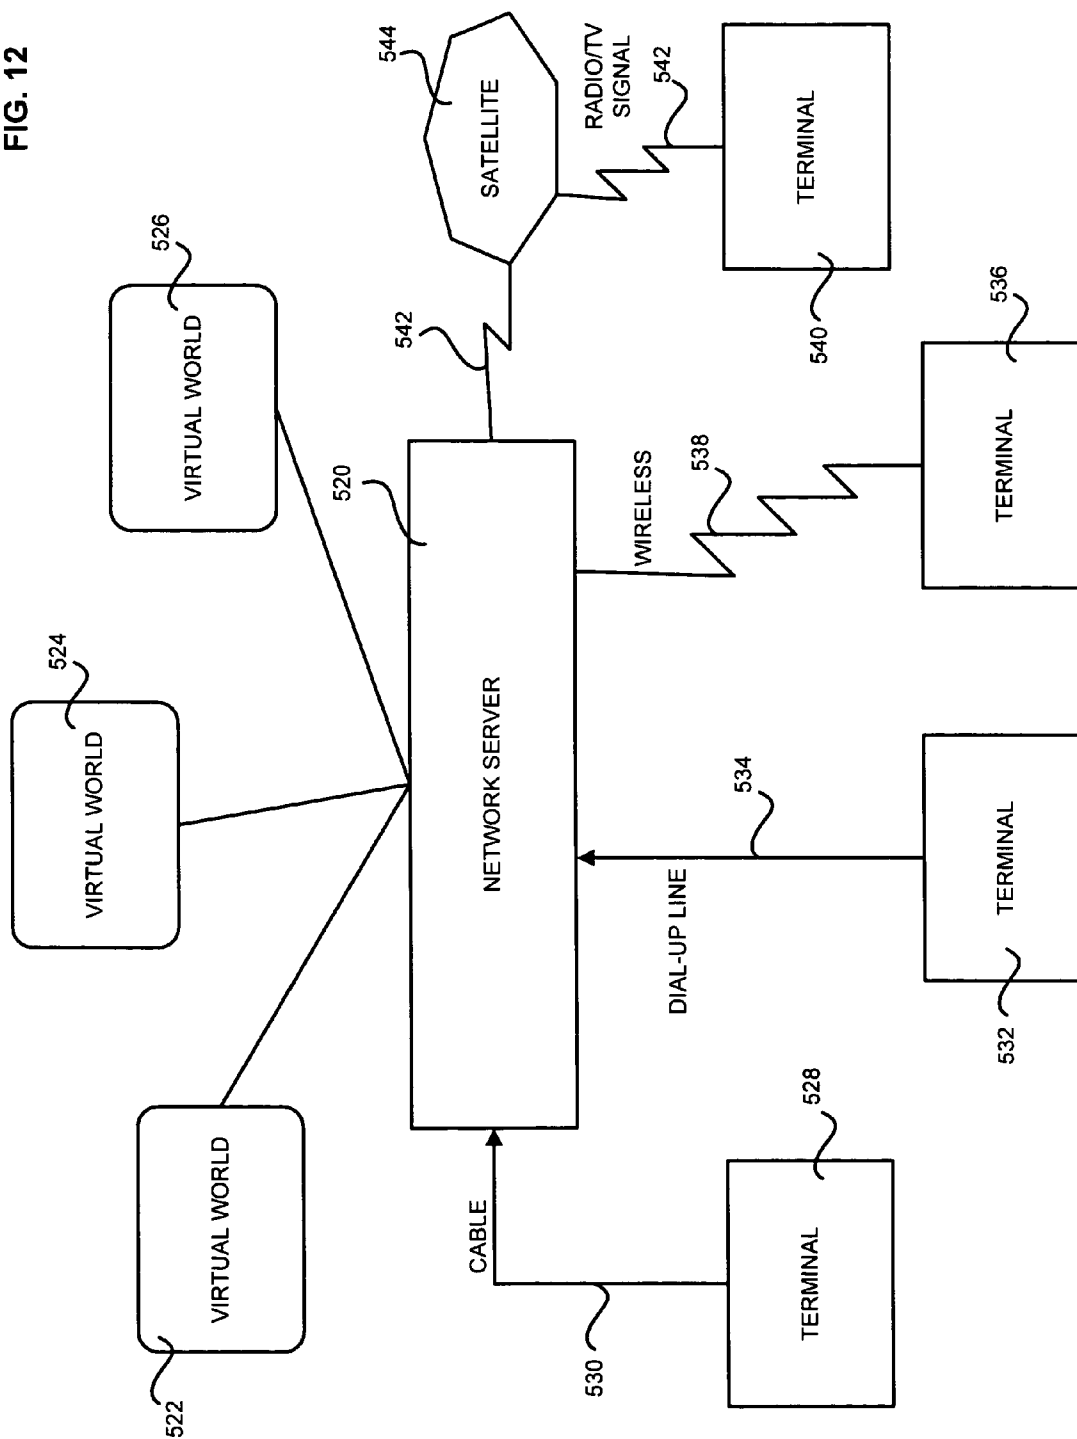 FIG. 12
524
VIRTUAL WORLD
526
VIRTUAL WORLD
522
VIRTUAL WORLD
520
NETWORK SERVER
542
544
SATELLITE
CABLE
530
528
TERMINAL
DIAL-UP LINE
534
532
TERMINAL
WIRELESS
538
536
TERMINAL
RADIO/TV
SIGNAL
542
540
TERMINAL